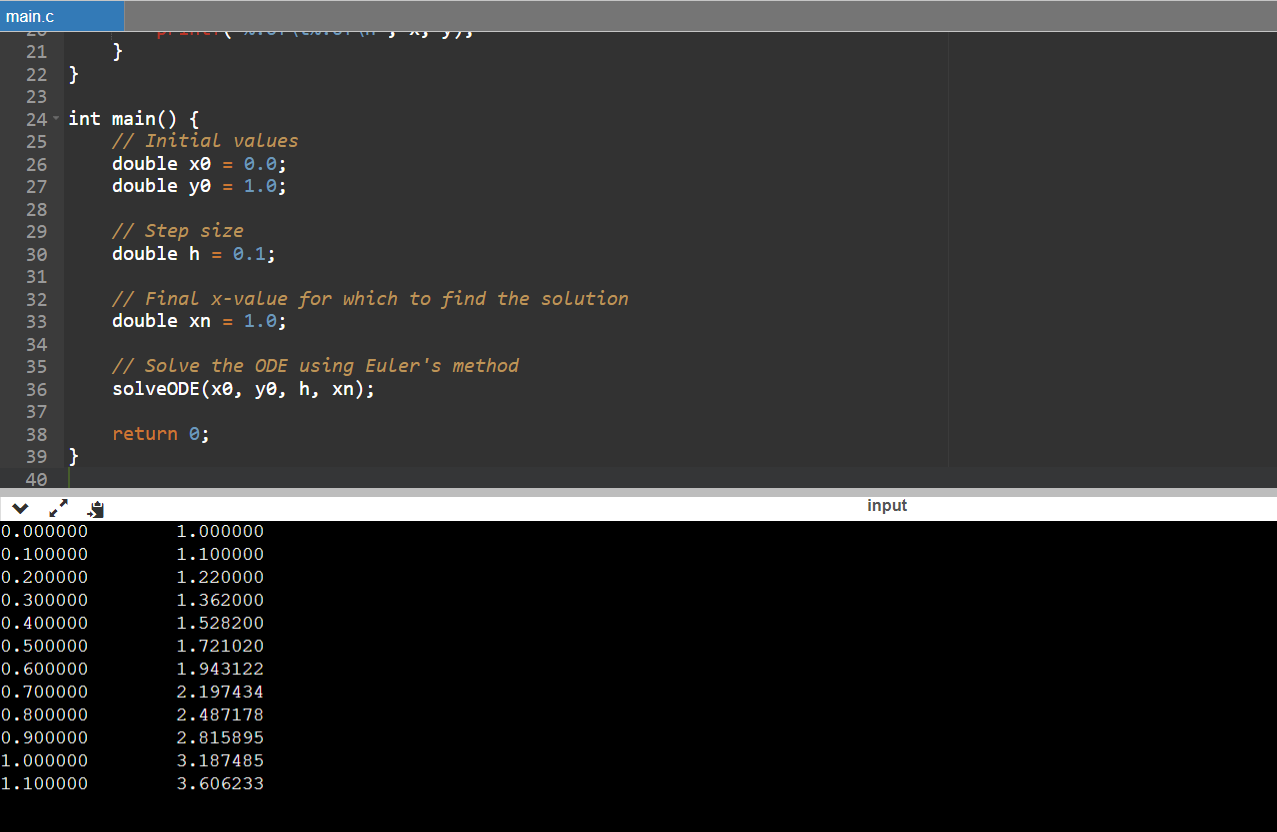 main.c
21 }
22 }
23
24 int main() {
25 // Initial values
26 double x0 = 0.0;
27 double y0 = 1.0;
28
29 // Step size
30 double h = 0.1;
31
32 // Final x-value for which to find the solution
33 double xn = 1.0;
34
35 // Solve the ODE using Euler's method
36 solveODE(x0, y0, h, xn);
37
38 return 0;
39 }
40
input
0.000000 1.000000
0.100000 1.100000
0.200000 1.220000
0.300000 1.362000
0.400000 1.528200
0.500000 1.721020
0.600000 1.943122
0.700000 2.197434
0.800000 2.487178
0.900000 2.815895
1.000000 3.187485
1.100000 3.606233